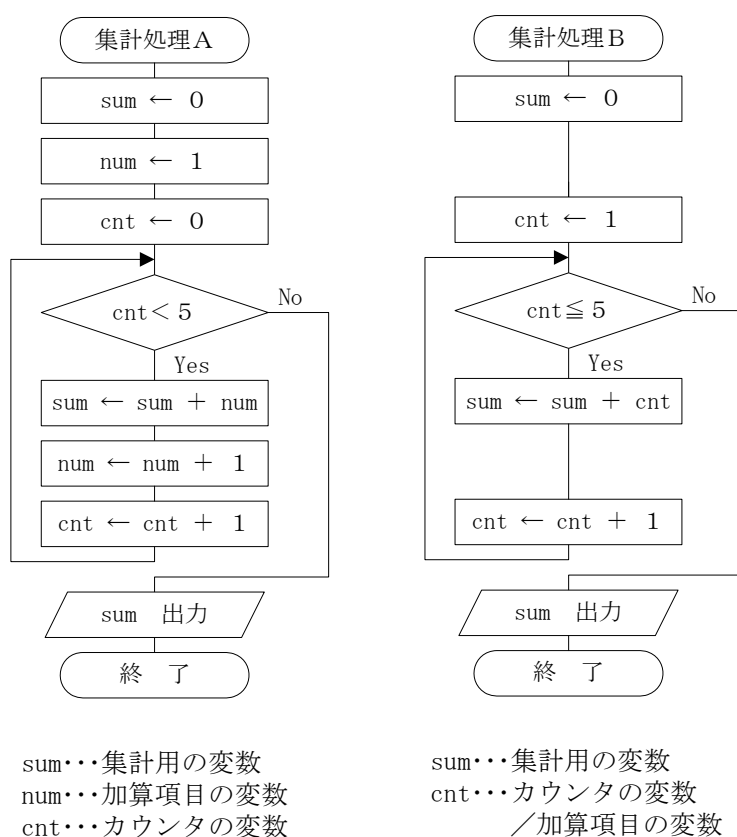 集計処理A
sum ← 0
num ← 1
cnt ← 0
cnt<5
No
Yes
sum ← sum + num
num ← num + 1
cnt ← cnt + 1
sum 出力
終 了
sum･･･集計用の変数
num･･･加算項目の変数
cnt･･･カウンタの変数
集計処理B
sum ← 0
cnt ← 1
cnt≦5
No
Yes
sum ← sum + cnt
cnt ← cnt + 1
sum 出力
終 了
sum･･･集計用の変数
cnt･･･カウンタの変数
/加算項目の変数